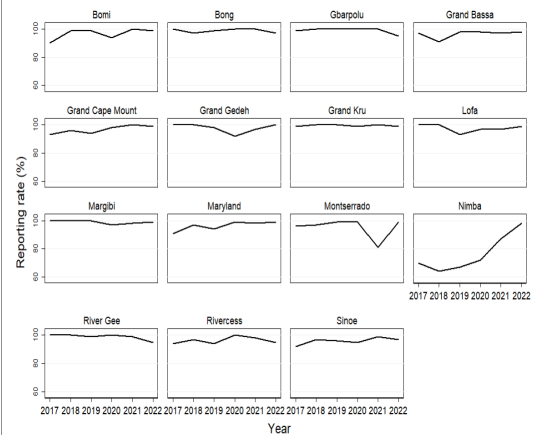 Bomi Bong Gbarpolu Grand Bassa
100
80
60
Grand Cape Mount Grand Gedeh Grand Kru Lofa
100
80
60
Margibi Maryland Montserrado Nimba
100
80
60
2017 2018 2019 2020 2021 2022
River Gee Rivercess Sinoe
100
80
60
2017 2018 2019 2020 2021 2022 2017 2018 2019 2020 2021 2022 2017 2018 2019 2020 2021 2022
Reporting rate (%)
Year